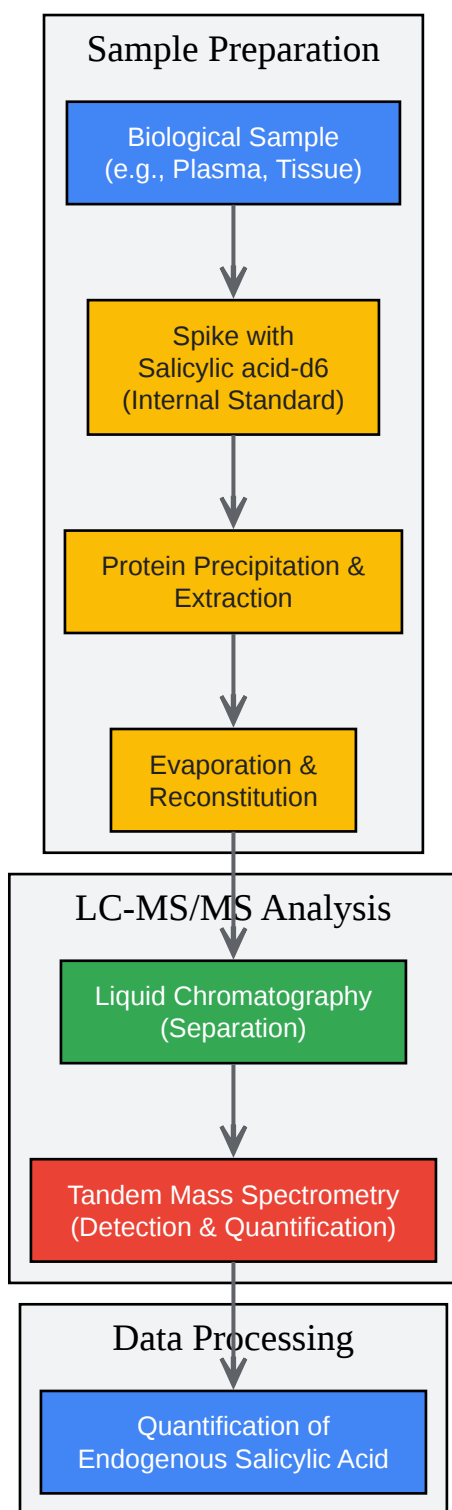 Sample Preparation
Biological Sample
(e.g., Plasma, Tissue)
Spike with
Salicylic acid-d6
(Internal Standard)
Protein Precipitation &
Extraction
Evaporation &
Reconstitution
LC-MS/MS Analysis
Liquid Chromatography
(Separation)
Tandem Mass Spectrometry
(Detection & Quantification)
Data Processing
Quantification of
Endogenous Salicylic Acid